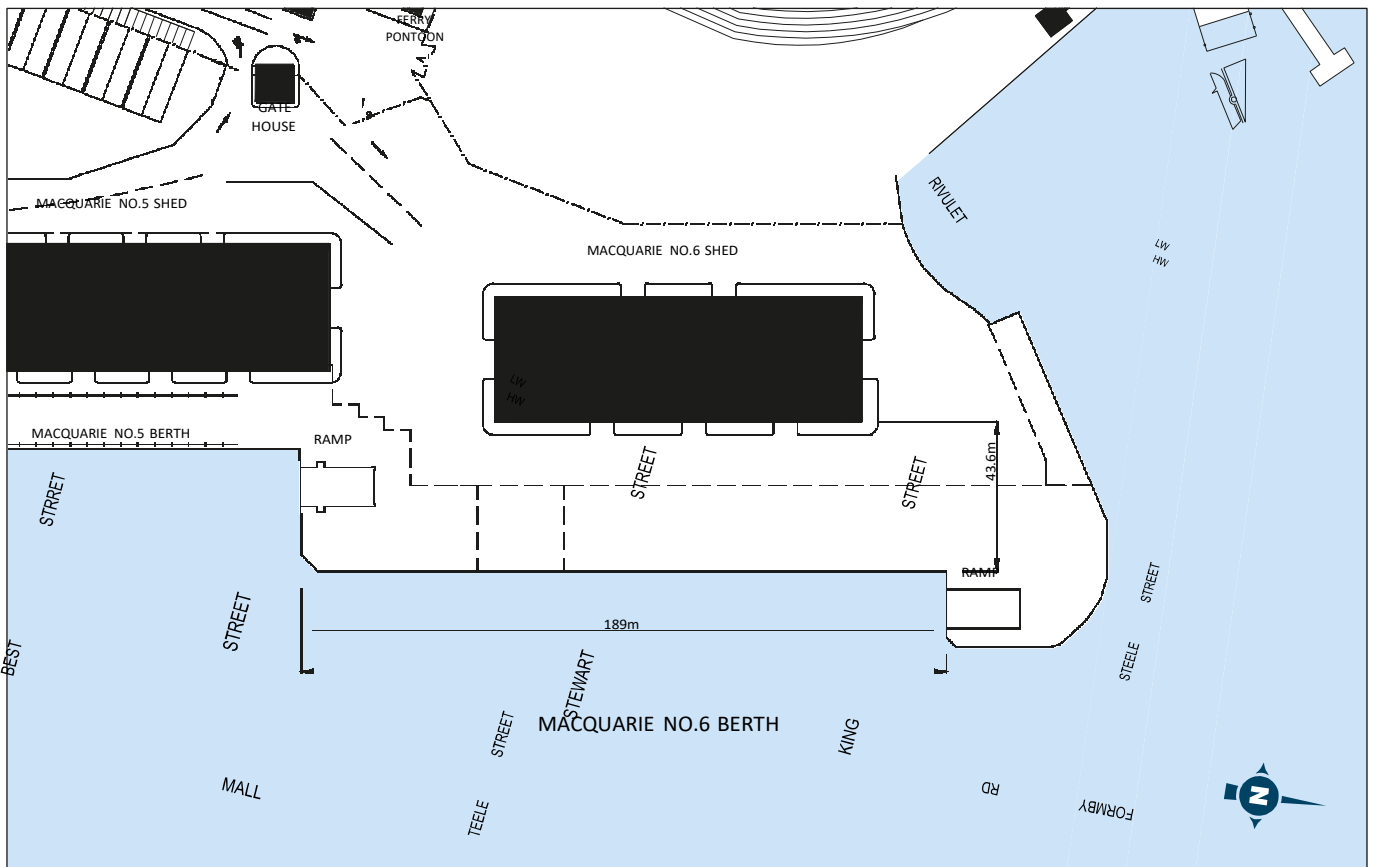 FERRY
PONTOON
GATE
HOUSE
MACQUARIE NO.5 SHED
RIVULET
MACQUARIE NO.6 SHED
LW
HW
LW
HW
MACQUARIE NO.5 BERTH
RAMP
STREET
STREET
43.6m
STRRET
RAMP
STREET
STREET
189m
STEELE
BEST
STEWART
MACQUARIE NO.6 BERTH
STREET
KING
MALL
RD
FORMBY
TEELE
N